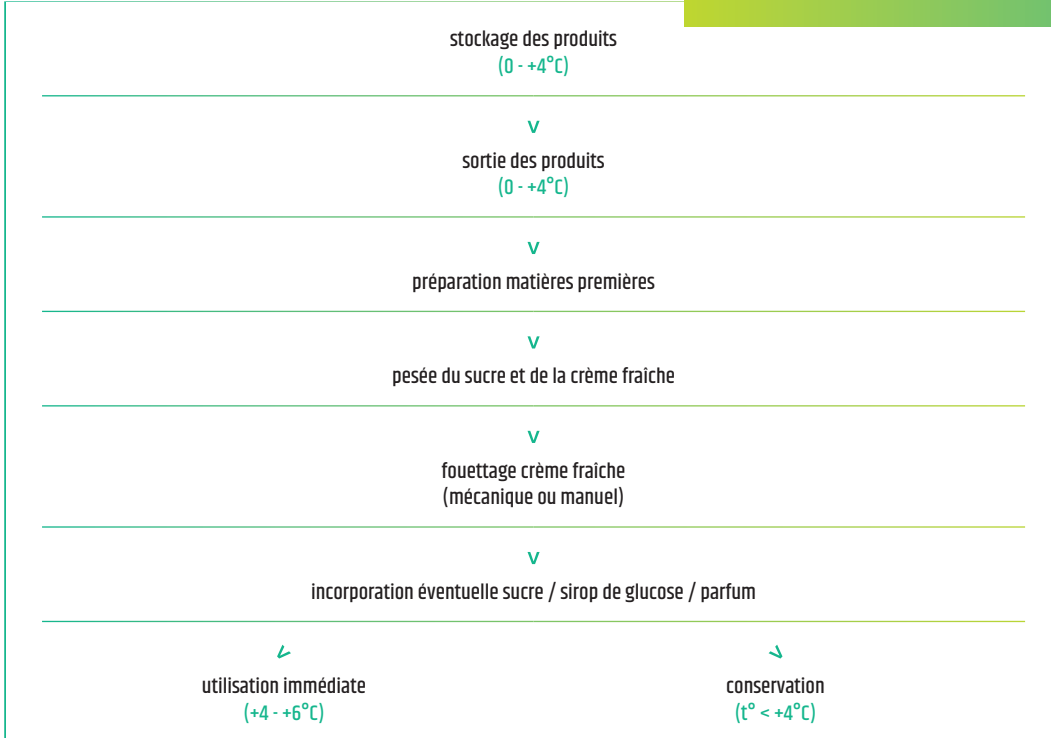 stockage des produits
(0 - +4°C)
v
sortie des produits
(0 - +4°C)
v
préparation matières premières
v
pesée du sucre et de la crème fraîche
v
fouettage crème fraîche
(mécanique ou manuel)
v
incorporation éventuelle sucre / sirop de glucose / parfum
utilisation immédiate
(+4 - +6°C)
conservation
(t° < +4°C)